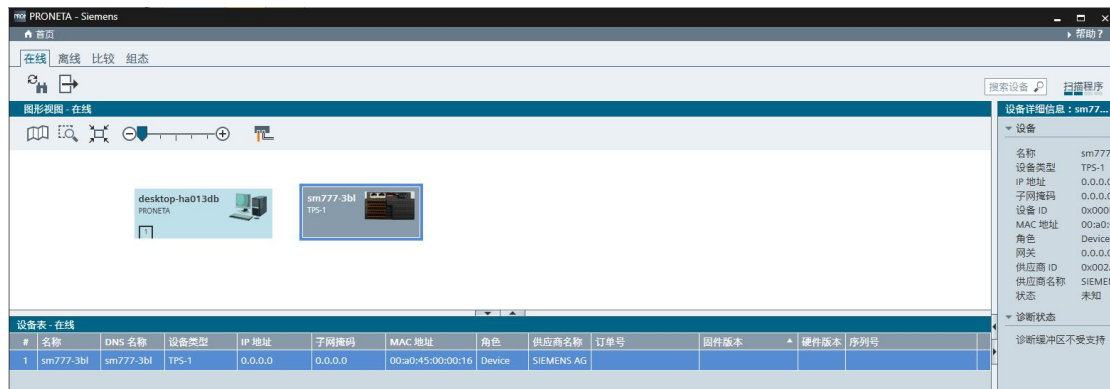 PRONETA - Siemens
首页
帮助?
在线 离线 比较 组态
搜索设备 扫描程序
图形视图 - 在线
desktop-ha013db
PRONETA
1
sm777-3bl
TPS-1
设备详细信息：sm77...
设备
名称 sm777
设备类型 TPS-1
IP 地址 0.0.0.0
子网掩码 0.0.0.0
设备 ID 0x000
MAC 地址 00:a0:
角色 Device
网关 0.0.0.0
供应商 ID 0x002
供应商名称 SIEME
状态 未知
诊断状态
诊断缓冲区不受支持
设备表 - 在线
# 名称 DNS 名称 设备类型 IP 地址 子网掩码 MAC 地址 角色 供应商名称 订单号 固件版本 硬件版本 序列号
1 sm777-3bl sm777-3bl TPS-1 0.0.0.0 0.0.0.0 00:a0:45:00:00:16 Device SIEMENS AG